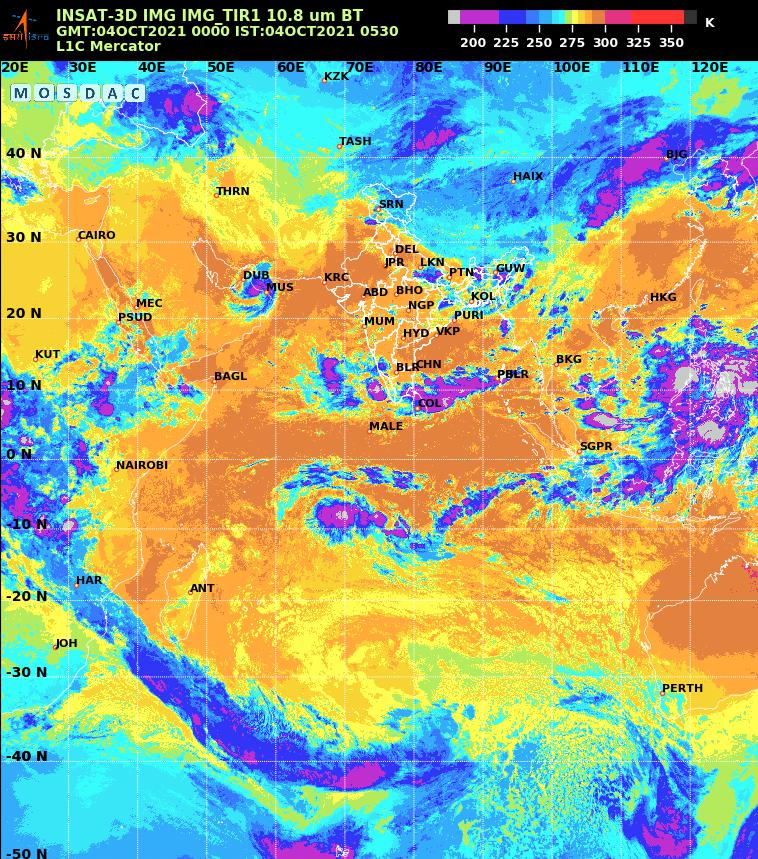 INSAT-3D IMG IMG_TIR1 10.8 um BT
GMT:04OCT2021 0000 IST:04OCT2021 0530
L1C Mercator
K
200 225 250 275 300 325 350
20E 30E 40E 50E 60E 70E 80E 90E 100E 110E 120E
KZK
M O S D A C
TASH
40 N
BJG
HAIX
THRN
SRN
30 N
CAIRO
DEL
JPR LKN
DUB KRC PTN GUW
MUS
ABD BHO
KOL HKG
MEC NGP
20 N PSUD
MUM PURI
HYD VKP
KUT BKG
BLR CHN
BAGL PBLR
10 N
COL
MALE
SGPR
0 N
NAIROBI
-10 N
HAR
ANT
-20 N
JOH
-30 N
PERTH
-40 N
-50 N